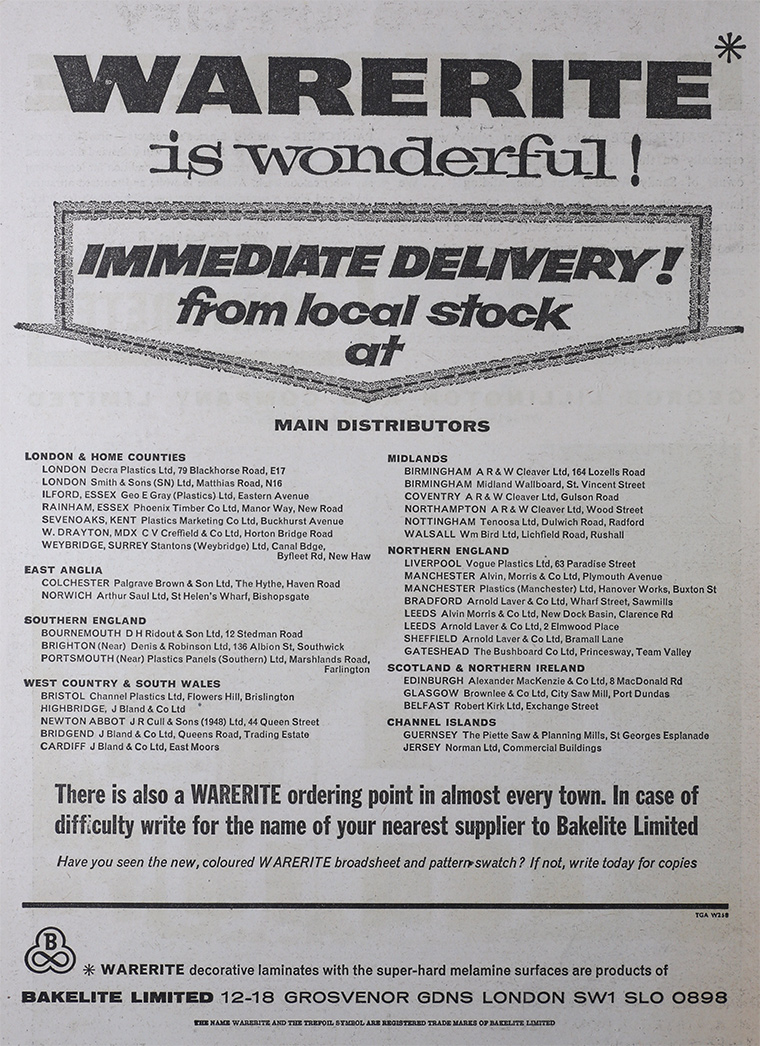 WARERITE*
is wonderful!
IMMEDIATE DELIVERY!
from local stock
at
MAIN DISTRIBUTORS
LONDON & HOME COUNTIES
LONDON Decra Plastics Ltd, 79 Blackhorse Road, E17
LONDON Smith & Sons (SN) Ltd, Matthias Road, N16
ILFORD, ESSEX Geo E Gray (Plastics) Ltd, Eastern Avenue
RAINHAM, ESSEX Phoenix Timber Co Ltd, Manor Way, New Road
SEVENOAKS, KENT Plastics Marketing Co Ltd, Buckhurst Avenue
W. DRAYTON, MDX C V Creffield & Co Ltd, Horton Bridge Road
WEYBRIDGE, SURREY Stantons (Weybridge) Ltd, Canal Bdge,
Byfleet Rd, New Haw
EAST ANGLIA
COLCHESTER Palgrave Brown & Son Ltd, The Hythe, Haven Road
NORWICH Arthur Saul Ltd, St Helen's Wharf, Bishopsgate
SOUTHERN ENGLAND
BOURNEMOUTH D H Ridout & Son Ltd, 12 Stedman Road
BRIGHTON (Near) Denis & Robinson Ltd, 136 Albion St, Southwick
PORTSMOUTH (Near) Plastics Panels (Southern) Ltd, Marshlands Road,
Farlington
WEST COUNTRY & SOUTH WALES
BRISTOL Channel Plastics Ltd, Flowers Hill, Brislington
HIGHBRIDGE, J Bland & Co Ltd
NEWTON ABBOT J R Cull & Sons (1948) Ltd, 44 Queen Street
BRIDGEND J Bland & Co Ltd, Queens Road, Trading Estate
CARDIFF J Bland & Co Ltd, East Moors
MIDLANDS
BIRMINGHAM A R & W Cleaver Ltd, 164 Lozells Road
BIRMINGHAM Midland Wallboard, St. Vincent Street
COVENTRY A R & W Cleaver Ltd, Gulson Road
NORTHAMPTON A R & W Cleaver Ltd, Wood Street
NOTTINGHAM Tenoosa Ltd, Dulwich Road, Radford
WALSALL Wm Bird Ltd, Lichfield Road, Rushall
NORTHERN ENGLAND
LIVERPOOL Vogue Plastics Ltd, 63 Paradise Street
MANCHESTER Alvin, Morris & Co Ltd, Plymouth Avenue
MANCHESTER Plastics (Manchester) Ltd, Hanover Works, Buxton St
BRADFORD Arnold Laver & Co Ltd, Wharf Street, Sawmills
LEEDS Alvin Morris & Co Ltd, New Dock Basin, Clarence Rd
LEEDS Arnold Laver & Co Ltd, 2 Elmwood Place
SHEFFIELD Arnold Laver & Co Ltd, Bramall Lane
GATESHEAD The Bushboard Co Ltd, Princesway, Team Valley
SCOTLAND & NORTHERN IRELAND
EDINBURGH Alexander MacKenzie & Co Ltd, 8 MacDonald Rd
GLASGOW Brownlee & Co Ltd, City Saw Mill, Port Dundas
BELFAST Robert Kirk Ltd, Exchange Street
CHANNEL ISLANDS
GUERNSEY The Piette Saw & Planning Mills, St Georges Esplanade
JERSEY Norman Ltd, Commercial Buildings
There is also a WARERITE ordering point in almost every town. In case of
difficulty write for the name of your nearest supplier to Bakelite Limited
Have you seen the new, coloured WARERITE broadsheet and pattern swatch? If not, write today for copies
TGA W258
B
* WARERITE decorative laminates with the super-hard melamine surfaces are products of
BAKELITE LIMITED 12-18 GROSVENOR GDNS LONDON SW1 SLO 0898
THE NAME WARERITE AND THE TREFOIL SYMBOL ARE REGISTERED TRADE MARKS OF BAKELITE LIMITED